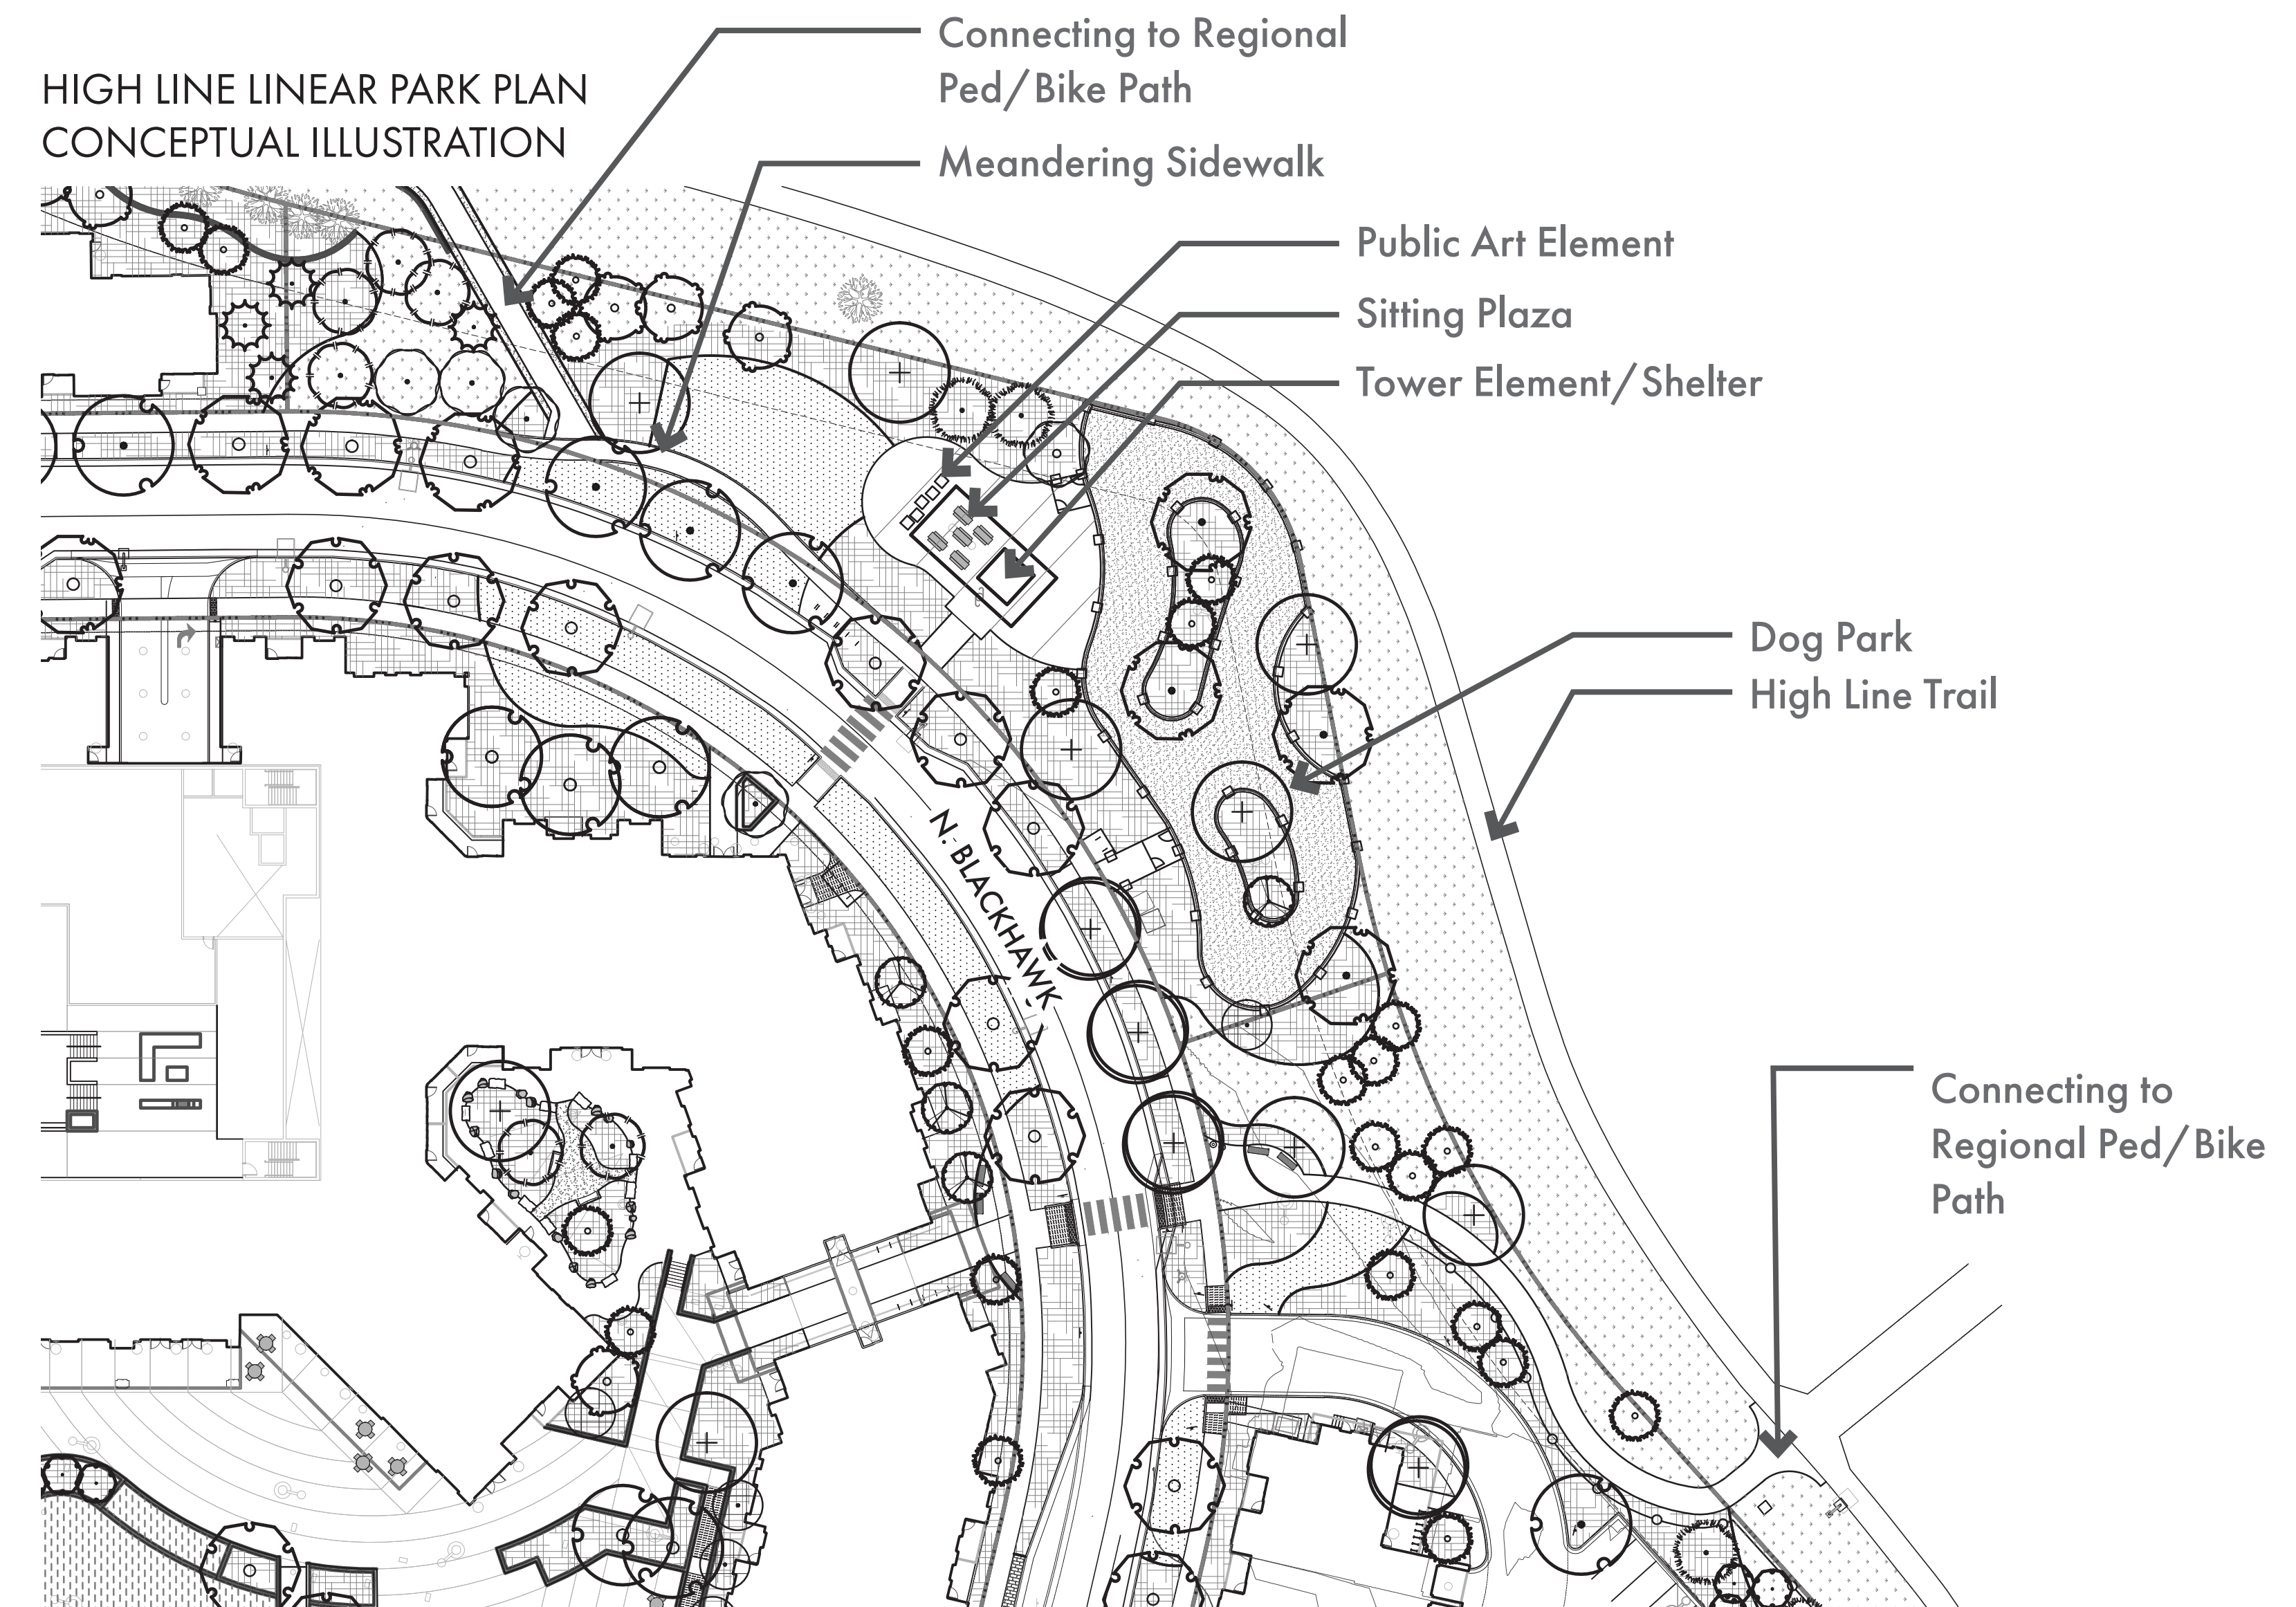 HIGH LINE LINEAR PARK PLAN
CONCEPTUAL ILLUSTRATION
Connecting to Regional
Ped/Bike Path
Meandering Sidewalk
Public Art Element
Sitting Plaza
Tower Element/Shelter
Dog Park
High Line Trail
N. BLACKHAWK
Connecting to
Regional Ped/Bike
Path